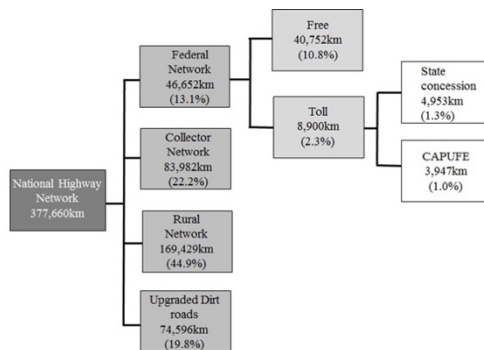 National Highway
Network
377,660km
Federal
Network
46,652km
(13.1%)
Collector
Network
83,982km
(22.2%)
Rural
Network
169,429km
(44.9%)
Upgraded Dirt
roads
74,596km
(19.8%)
Free
40,752km
(10.8%)
Toll
8,900km
(2.3%)
State
concession
4,953km
(1.3%)
CAPUFE
3,947km
(1.0%)